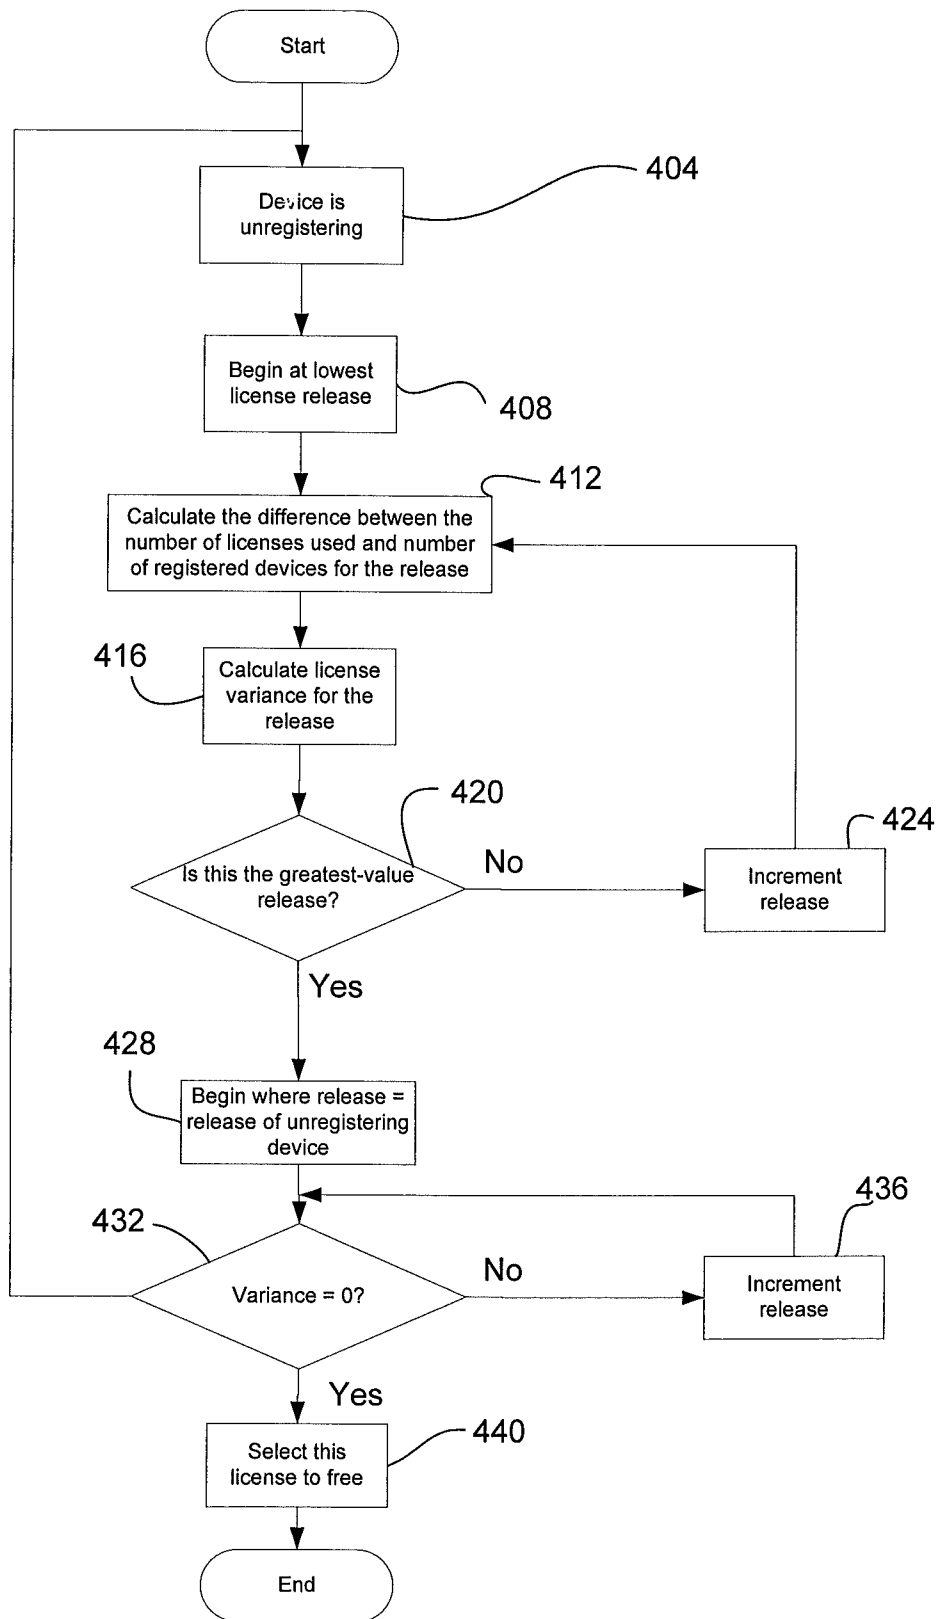 Start
404
Device is
unregistering
Begin at lowest
license release
408
412
Calculate the difference between the
number of licenses used and number
of registered devices for the release
416
Calculate license
variance for the
release
420
424
Is this the greatest-value
release?
No
Increment
release
Yes
428
Begin where release =
release of unregistering
device
436
432
Variance = 0?
No
Increment
release
Yes
440
Select this
license to free
End